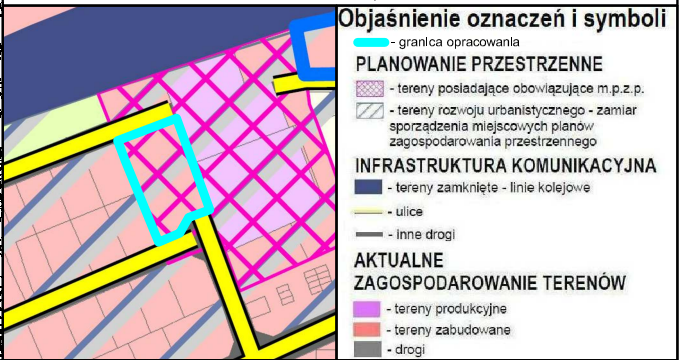 Objaśnienie oznaczeń i symboli
- granica opracowania
PLANOWANIE PRZESTRZENNE
- tereny posiadające obowiązujące m.p.z.p.
- tereny rozwoju urbanistycznego - zamiar
sporządzenia miejscowych planów
zagospodarowania przestrzennego
INFRASTRUKTURA KOMUNIKACYJNA
- tereny zamknięte - linie kolejowe
- ulice
- inne drogi
AKTUALNE
ZAGOSPODAROWANIE TERENÓW
- tereny produkcyjne
- tereny zabudowane
- drogi